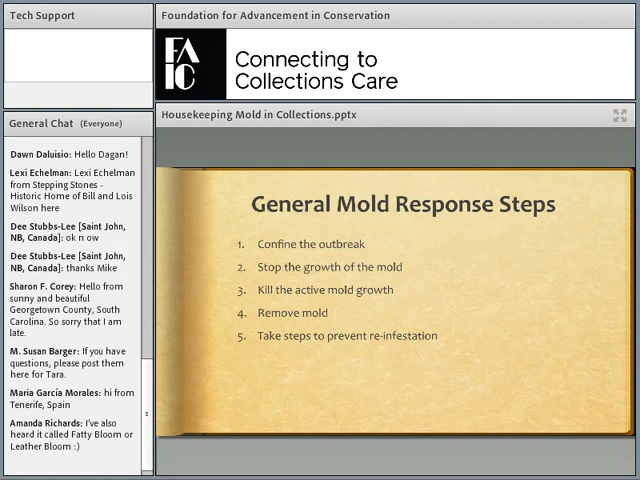 Tech Support
Foundation for Advancement in Conservation
FA
IC
Connecting to
Collections Care
General Chat (Everyone)
Dawn Daluisio: Hello Dagan!
Lexi Echelman: Lexi Echelman
from Stepping Stones -
Historic Home of Bill and Lois
Wilson here
Dee Stubbs-Lee [Saint John,
NB, Canada]: ok n ow
Dee Stubbs-Lee [Saint John,
NB, Canada]: thanks Mike
Sharon F. Corey: Hello from
sunny and beautiful
Georgetown County, South
Carolina. So sorry that I am
late.
M. Susan Barger: If you have
questions, please post them
here for Tara.
Maria García Morales: hi from
Tenerife, Spain
Amanda Richards: I've also
heard it called Fatty Bloom or
Leather Bloom :)
Housekeeping Mold in Collections.pptx
General Mold Response Steps
1. Confine the outbreak
2. Stop the growth of the mold
3. Kill the active mold growth
4. Remove mold
5. Take steps to prevent re-infestation